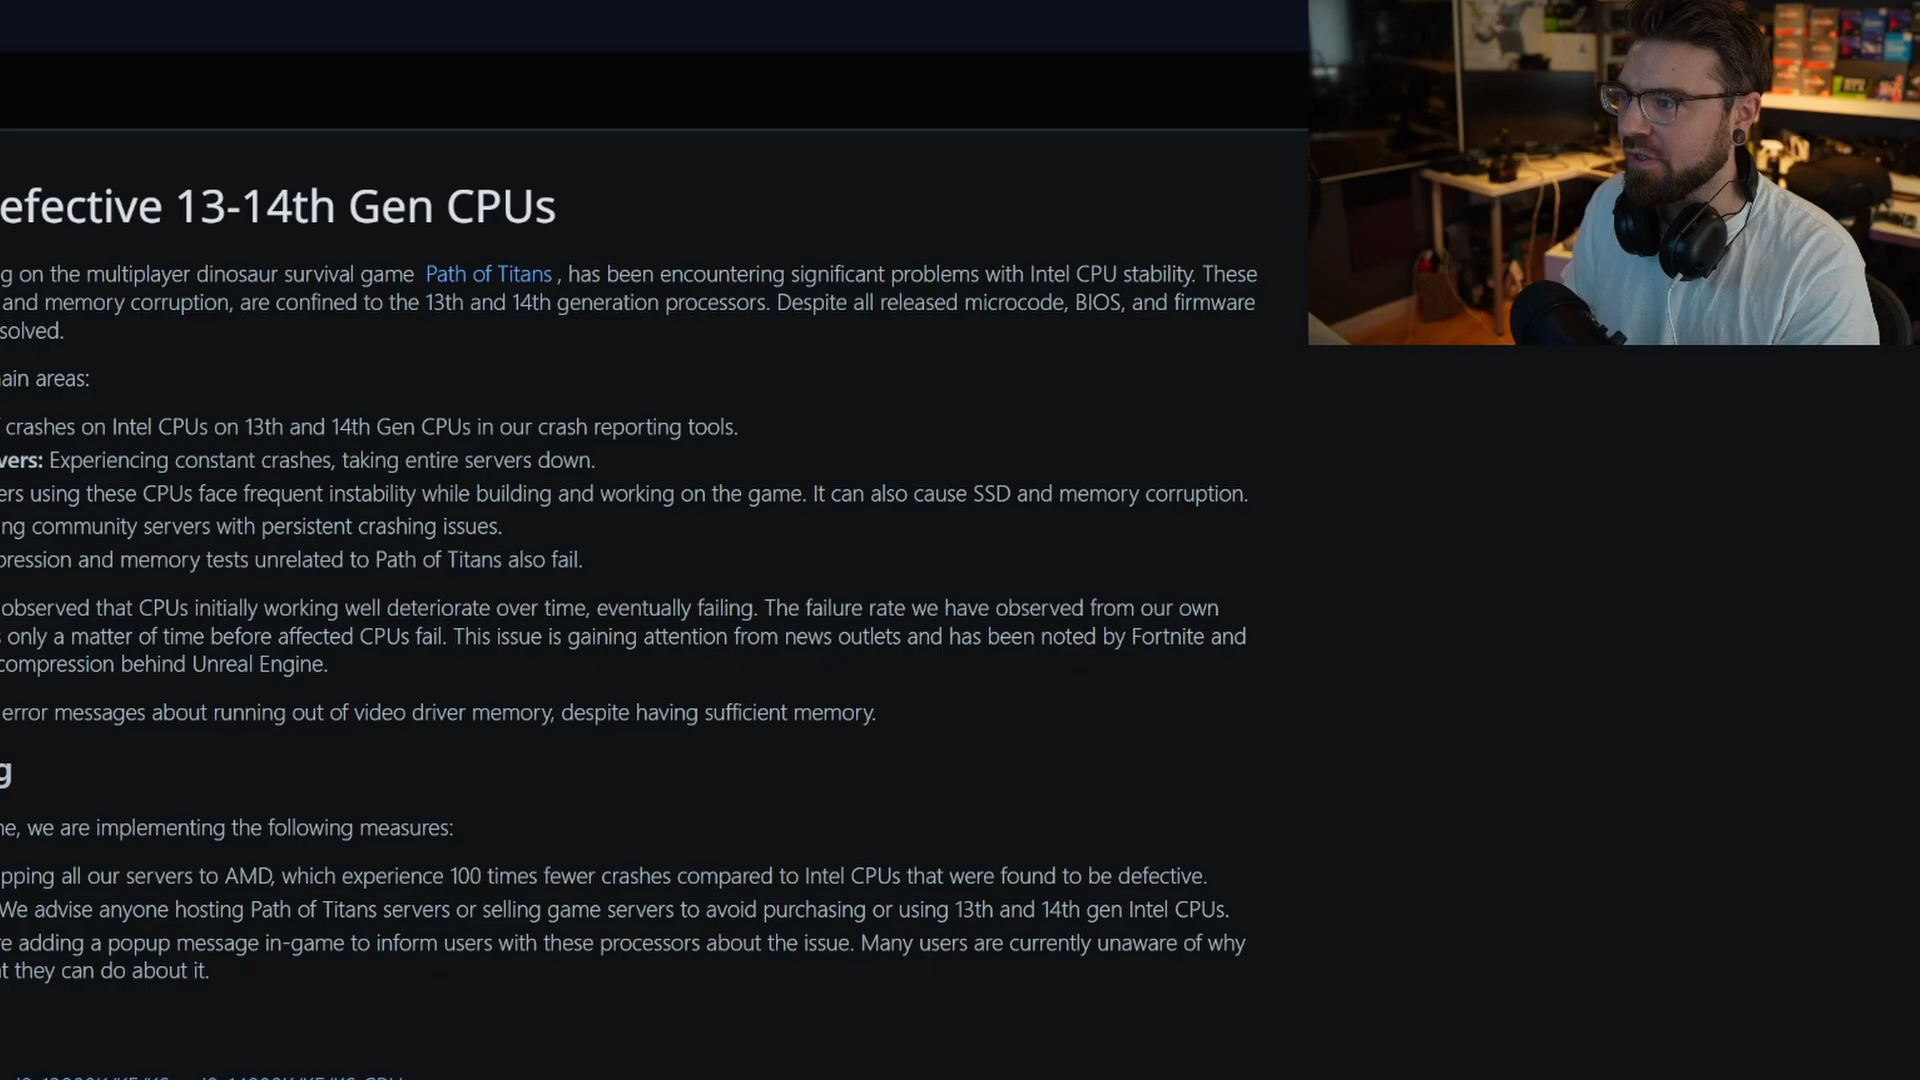 efective 13-14th Gen CPUs
g on the multiplayer dinosaur survival game Path of Titans , has been encountering significant problems with Intel CPU stability. These
and memory corruption, are confined to the 13th and 14th generation processors. Despite all released microcode, BIOS, and firmware
solved.
ain areas:
crashes on Intel CPUs on 13th and 14th Gen CPUs in our crash reporting tools.
vers: Experiencing constant crashes, taking entire servers down.
ers using these CPUs face frequent instability while building and working on the game. It can also cause SSD and memory corruption.
ng community servers with persistent crashing issues.
pression and memory tests unrelated to Path of Titans also fail.
observed that CPUs initially working well deteriorate over time, eventually failing. The failure rate we have observed from our own
s only a matter of time before affected CPUs fail. This issue is gaining attention from news outlets and has been noted by Fortnite and
compression behind Unreal Engine.
error messages about running out of video driver memory, despite having sufficient memory.
g
ne, we are implementing the following measures:
pping all our servers to AMD, which experience 100 times fewer crashes compared to Intel CPUs that were found to be defective.
We advise anyone hosting Path of Titans servers or selling game servers to avoid purchasing or using 13th and 14th gen Intel CPUs.
re adding a popup message in-game to inform users with these processors about the issue. Many users are currently unaware of why
t they can do about it.